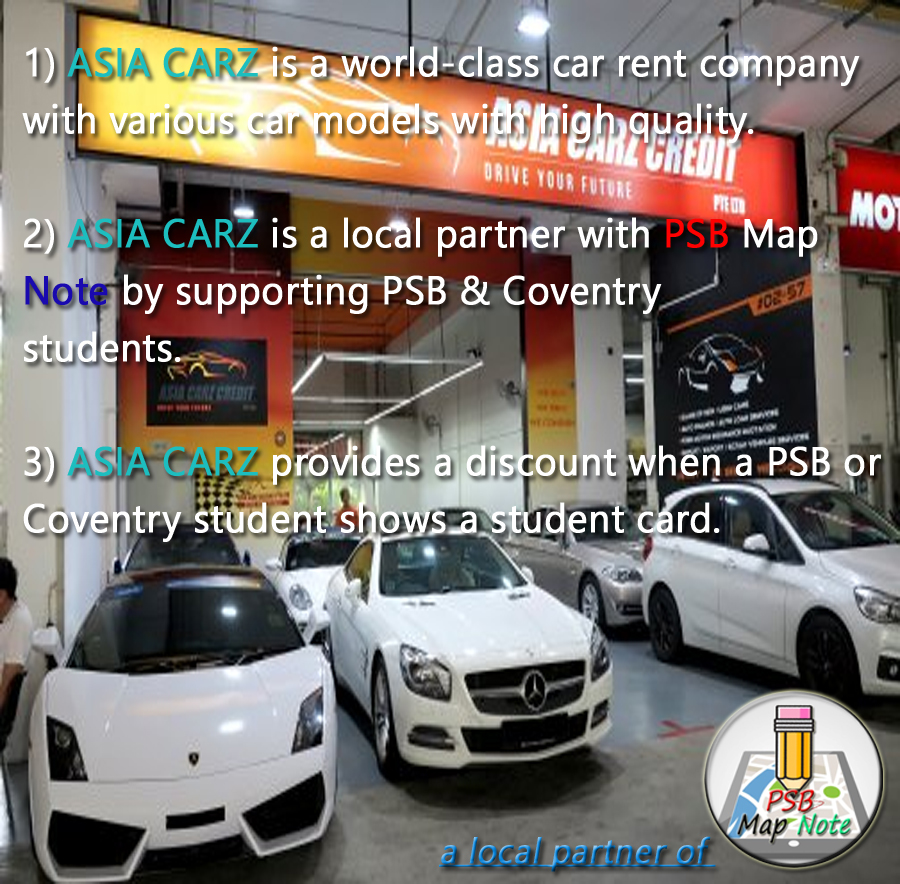 1) ASIA CARZ is a world-class car rent company
with various car models with high quality.
ASIA CARZ CREDIT
DRIVE YOUR FUTURE
PTE LTD
MOT
2) ASIA CARZ is a local partner with PSB Map
Note by supporting PSB & Coventry
students.
#02-57
ASIA CARZ CREDIT
DRIVE YOUR FUTURE
3) ASIA CARZ provides a discount when a PSB or
Coventry student shows a student card.
PSB
Map Note
a local partner of